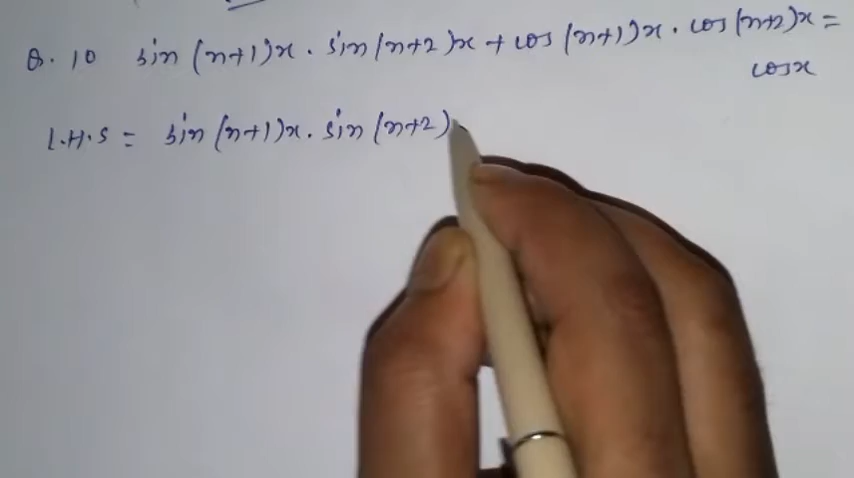 Q. 10 sin (n+1)x . sin (n+2)x + cos (n+1)x . cos (n+2)x =
cosx
L.H.S = sin (n+1)x . sin (n+2)